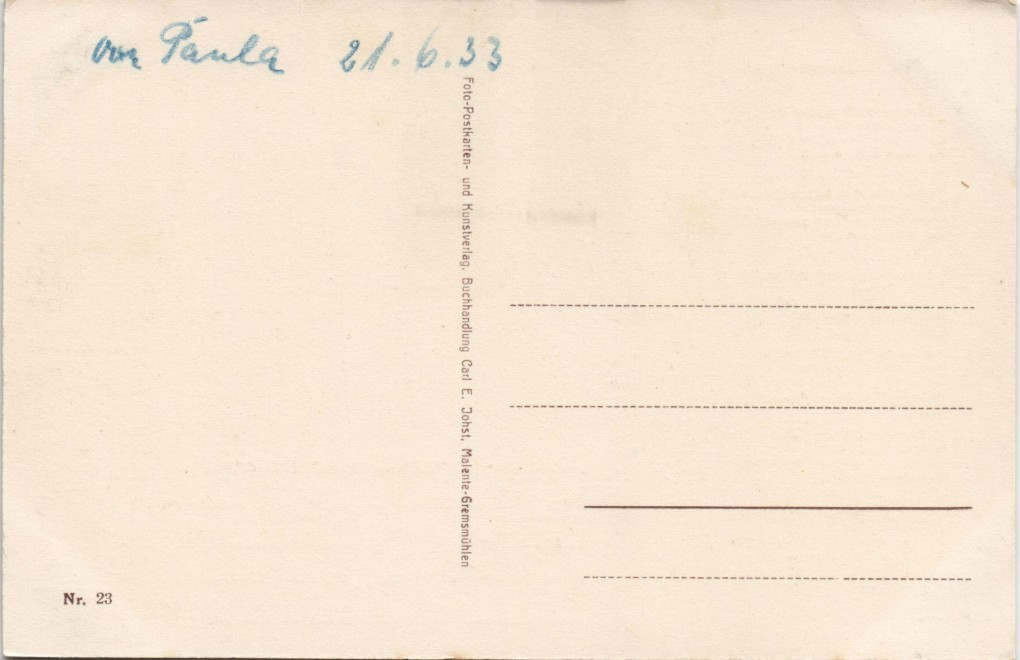 von Paula 21.6.33
Foto-Postkarten- und Kunstverlag, Buchhandlung Carl E. Johst, Malente-Gremsmühlen
Nr. 23